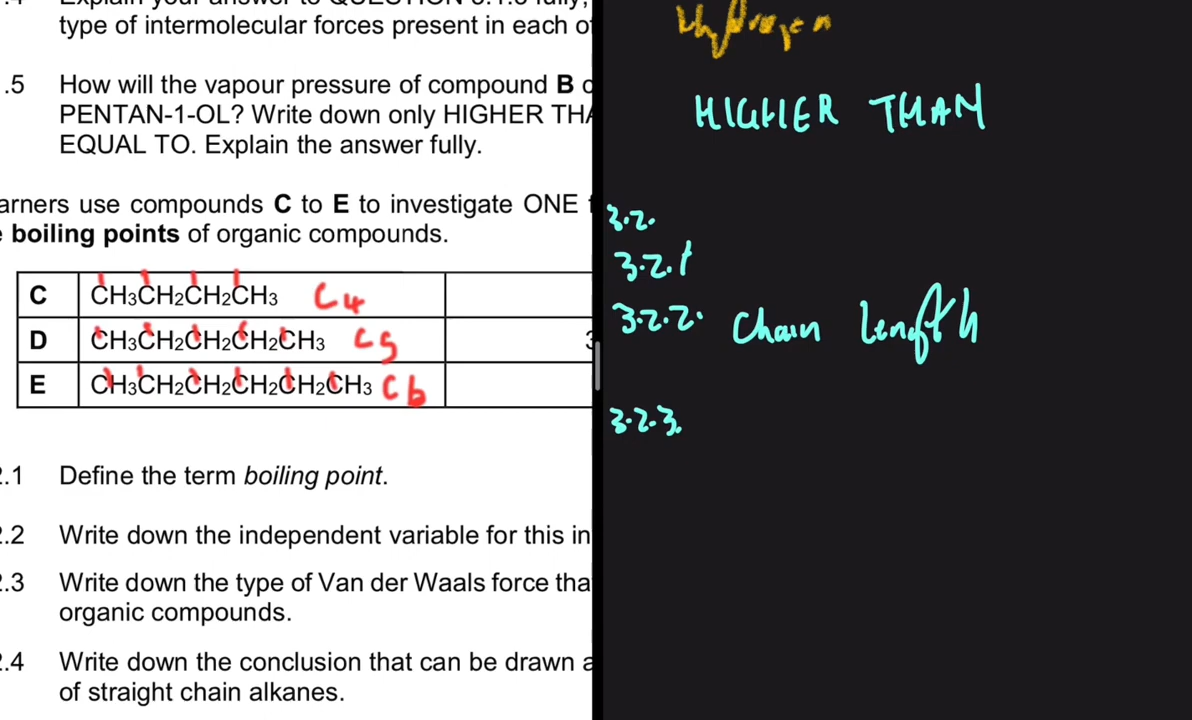 type of intermolecular forces present in each o
.5 How will the vapour pressure of compound B
PENTAN-1-OL? Write down only HIGHER THA
EQUAL TO. Explain the answer fully.
arners use compounds C to E to investigate ONE
boiling points of organic compounds.
C CH3CH2CH2CH3 C4
D CH3CH2CH2CH2CH3 C5 3
E CH3CH2CH2CH2CH2CH3 C6
.1 Define the term boiling point.
.2 Write down the independent variable for this in
.3 Write down the type of Van der Waals force tha
organic compounds.
.4 Write down the conclusion that can be drawn a
of straight chain alkanes.
Hydrogen
HIGHER THAN
3.2.
3.2.1
3.2.2. Chain length
3.2.3.